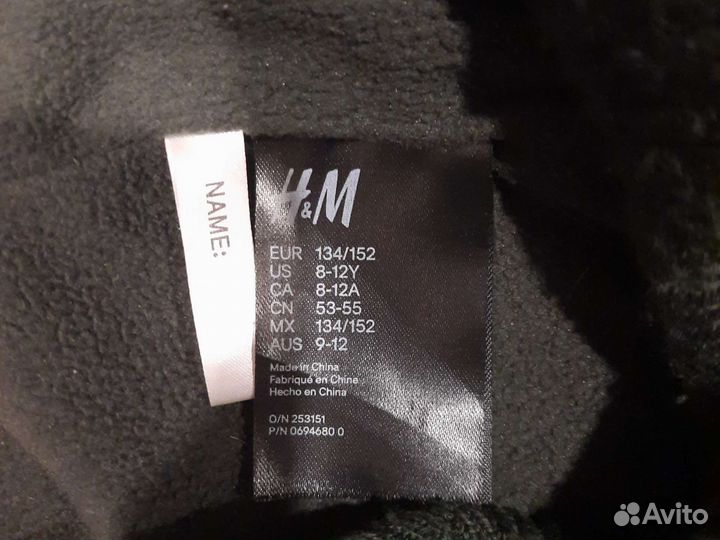 NAME:
H&M
EUR 134/152
US 8-12Y
CA 8-12A
CN 53-55
MX 134/152
AUS 9-12
Made in China
Fabriqué en Chine
Hecho en China
O/N 253151
P/N 0694680 0
Avito